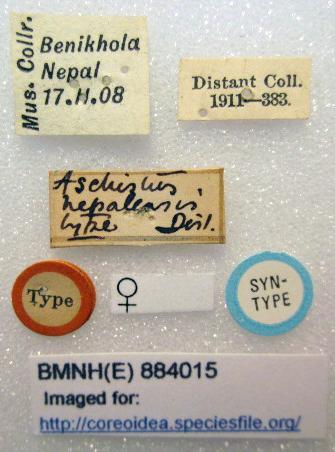 Mus. Collr.
Benikhola
Nepal
17.II.08
Distant Coll.
1911—383.
Aschistus
nepalensis
type Dist.
Type
♀
SYN-
TYPE
BMNH(E) 884015
Imaged for:
http://coreoidea.speciesfile.org/